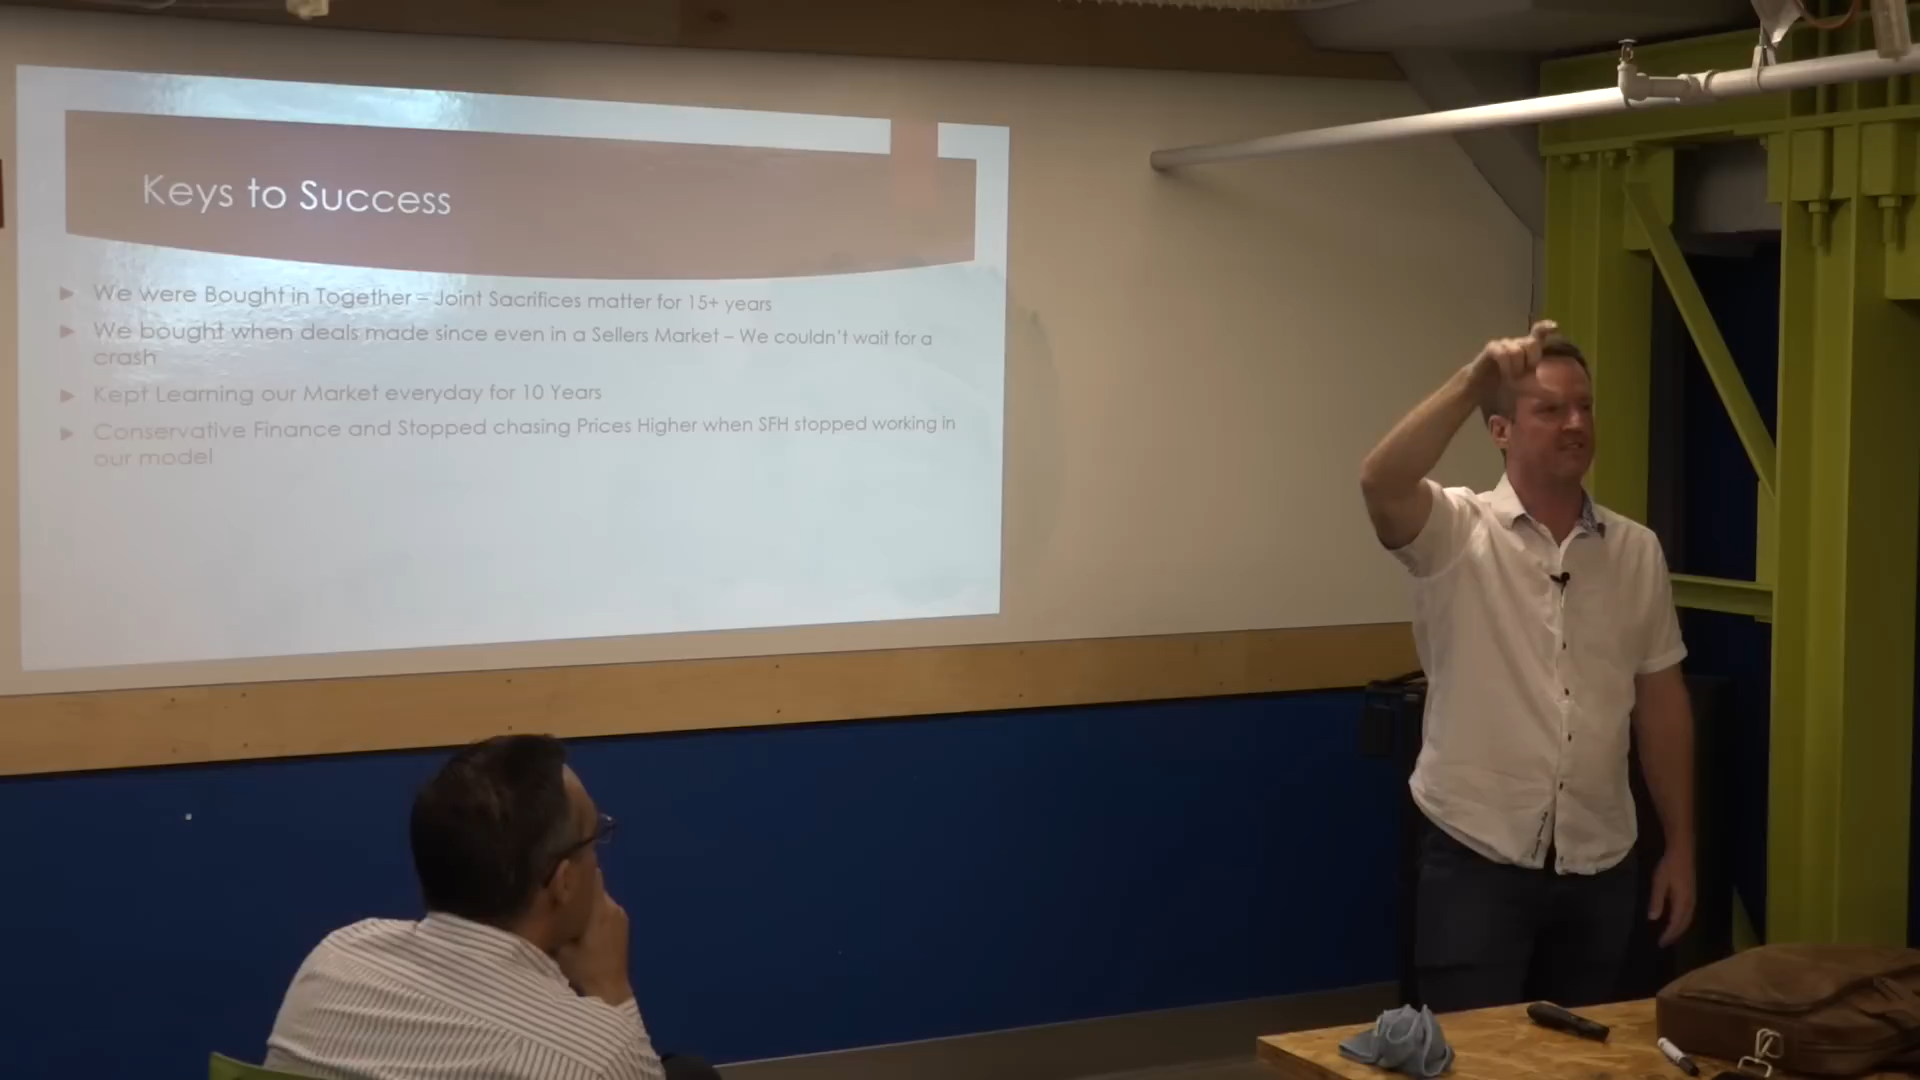 Keys to Success
We were Bought in Together – Joint Sacrifices matter for 15+ years
We bought when deals made since even in a Sellers Market – We couldn't wait for a
crash
Kept Learning our Market everyday for 10 Years
Conservative Finance and Stopped chasing Prices Higher when SFH stopped working in
our model